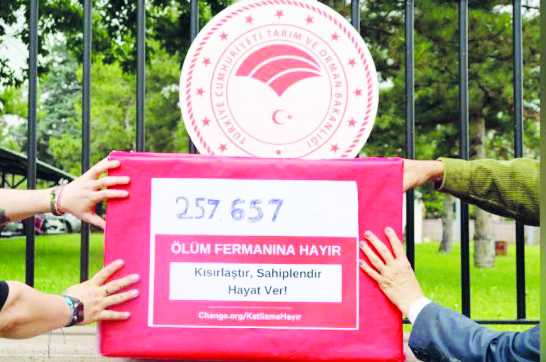 TÜRKİYE CUMHURİYETİ TARIM VE ORMAN BAKANLIĞI
257.657
ÖLÜM FERMANINA HAYIR
Kısırlaştır, Sahiplendir
Hayat Ver!
Change.org/KatliamaHayır